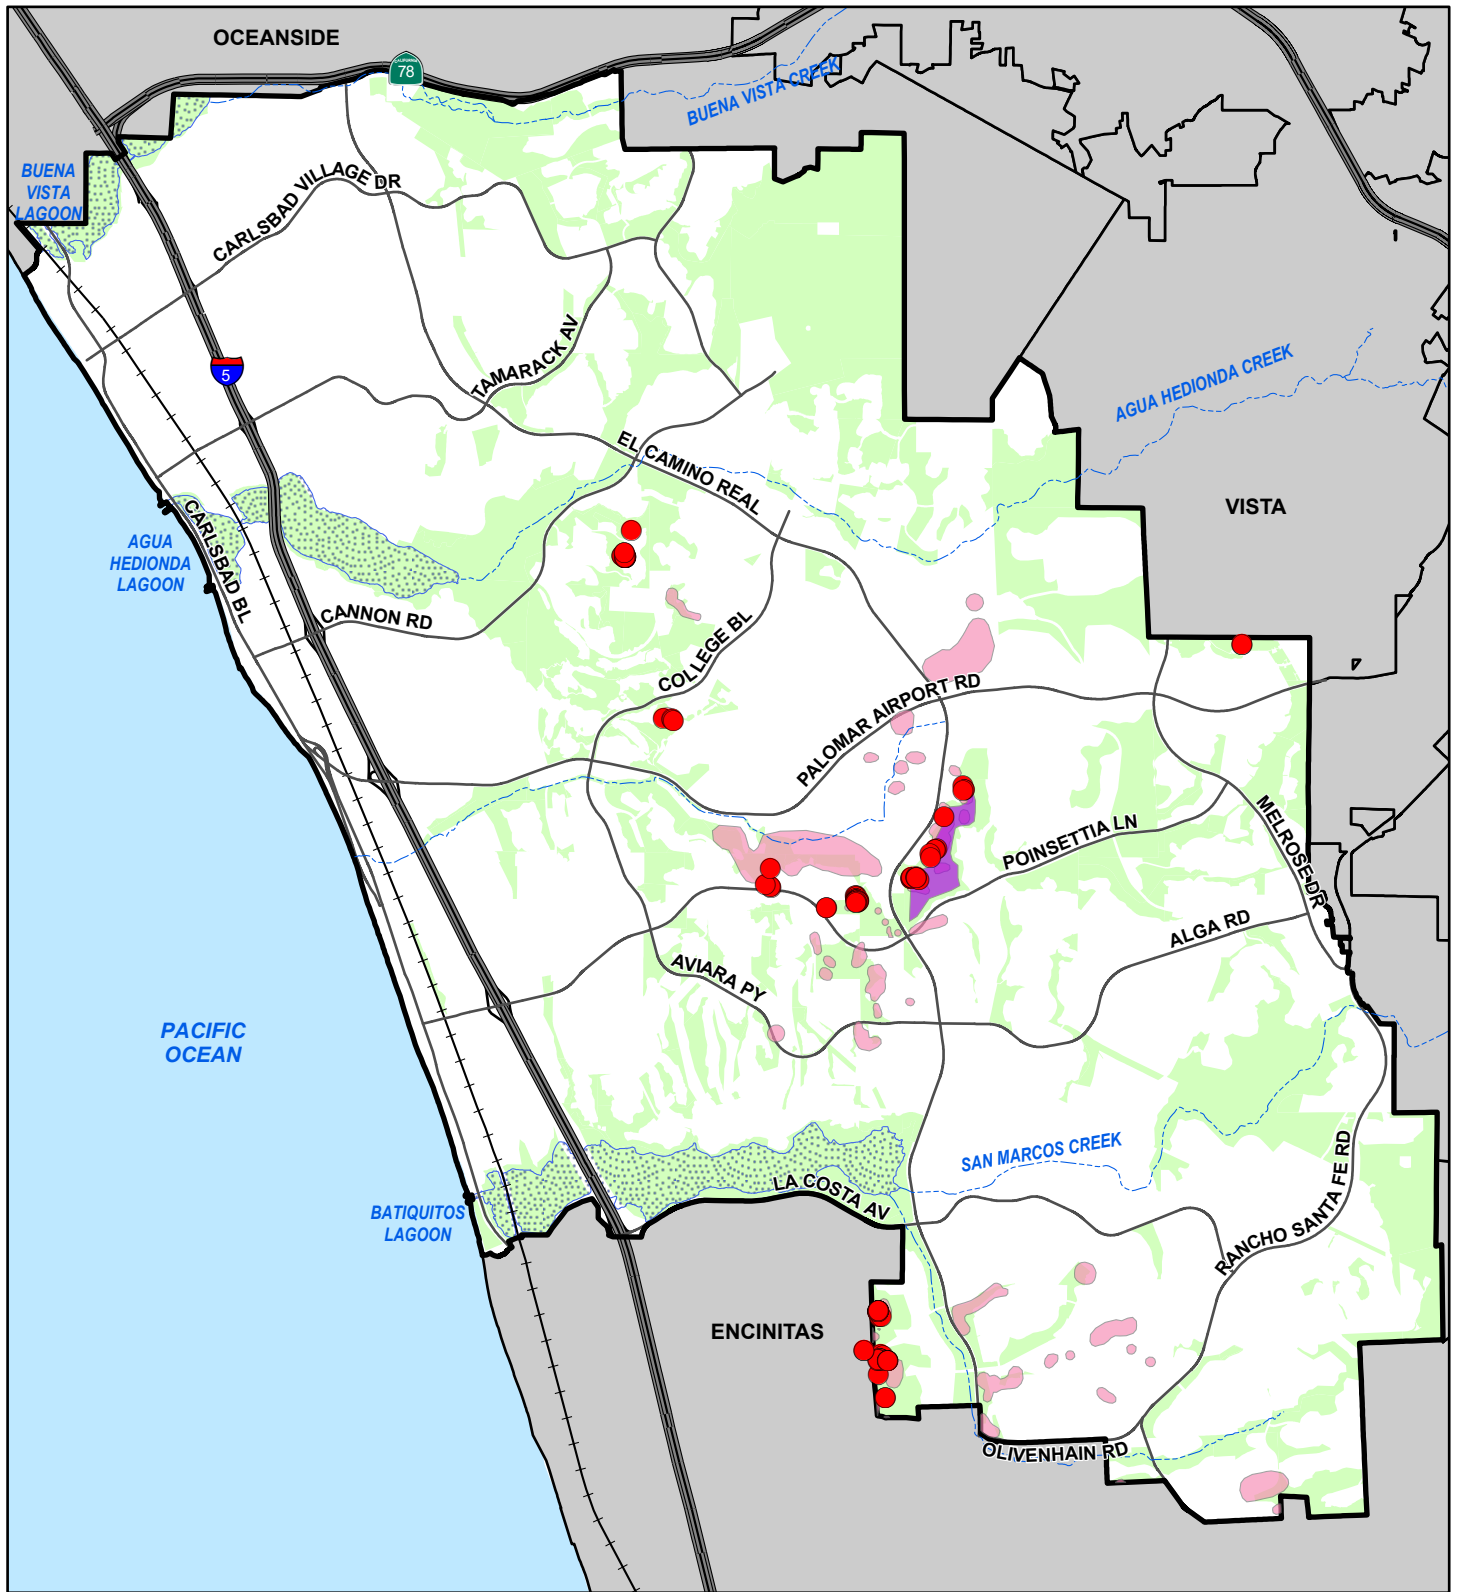 OCEANSIDE
CALIFORNIA
78
BUENA VISTA CREEK
BUENA
VISTA
LAGOON
CARLSBAD VILLAGE DR
5
TAMARACK AV
AGUA HEDIONDA CREEK
EL CAMINO REAL
VISTA
CARLSBAD BL
AGUA
HEDIONDA
LAGOON
CANNON RD
COLLEGE BL
PALOMAR AIRPORT RD
MELROSE DR
POINSETTIA LN
ALGA RD
AVIARA PY
PACIFIC
OCEAN
SAN MARCOS CREEK
LA COSTA AV
RANCHO SANTA FE RD
BATIQUITOS
LAGOON
ENCINITAS
OLIVENHAIN RD